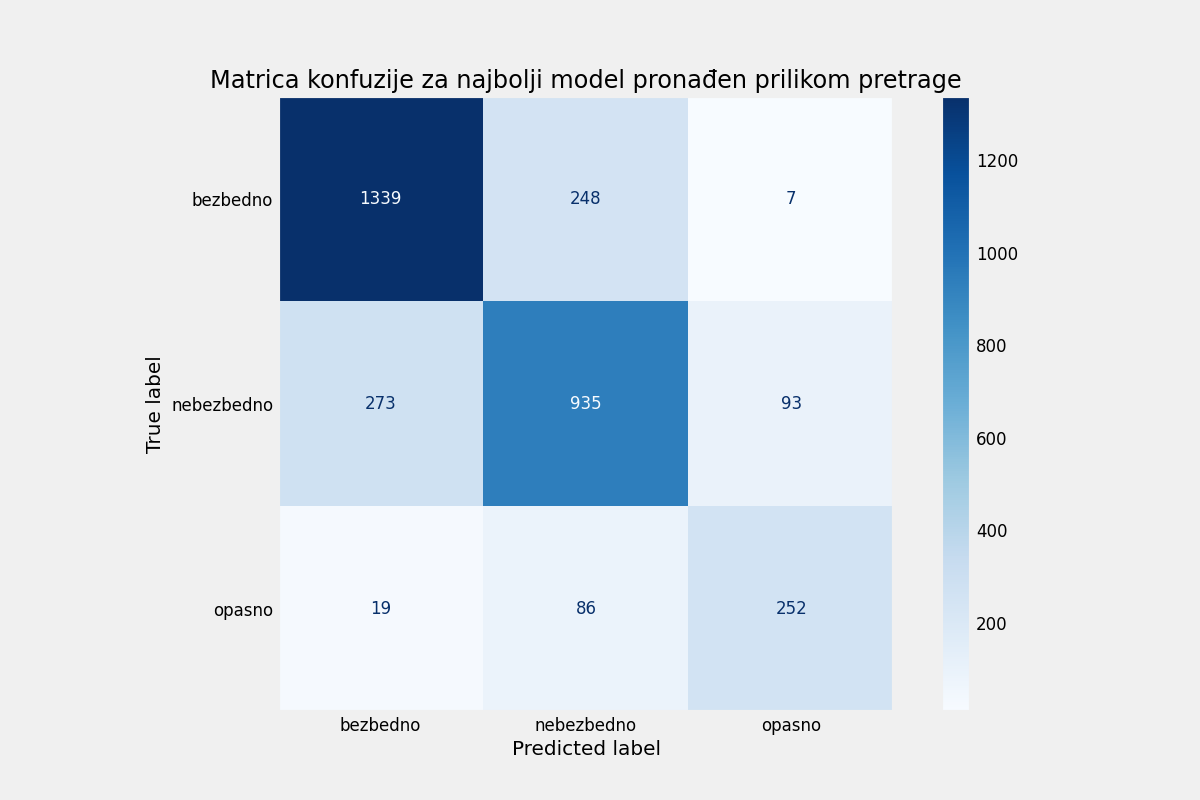 Matrica konfuzije za najbolji model pronađen prilikom pretrage
bezbedno
1339
248
7
nebezbedno
273
935
93
opasno
19
86
252
bezbedno
nebezbedno
opasno
Predicted label
True label
1200
1000
800
600
400
200